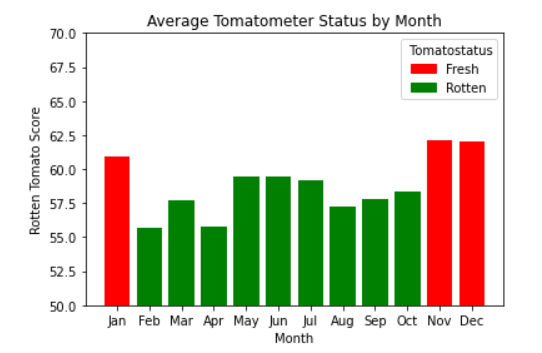 Average Tomatometer Status by Month
70.0
67.5
65.0
62.5
60.0
57.5
55.0
52.5
50.0
Rotten Tomato Score
Tomatostatus
Fresh
Rotten
Jan Feb Mar Apr May Jun Jul Aug Sep Oct Nov Dec
Month